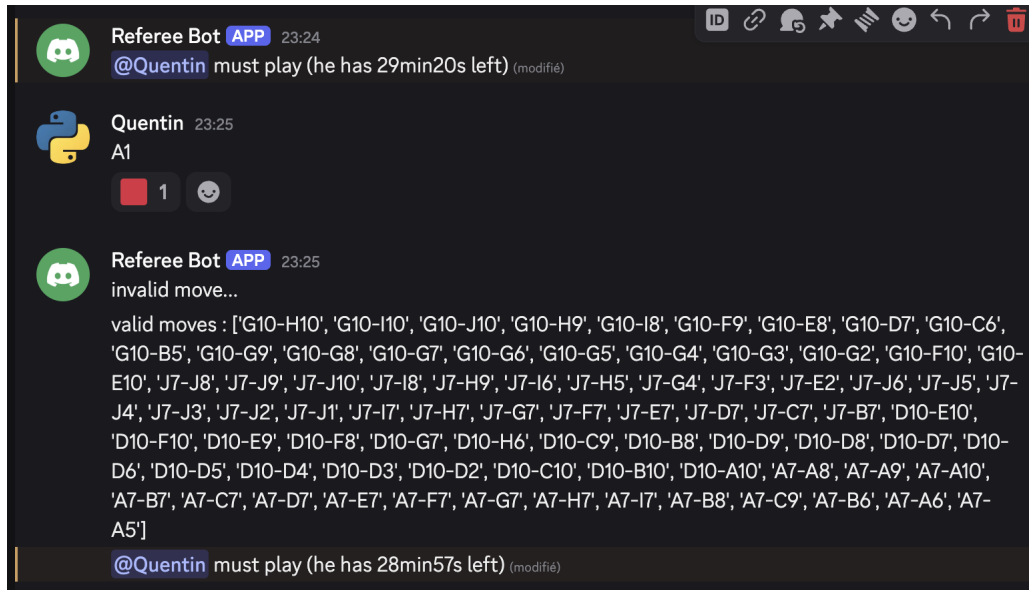 ID
Referee Bot APP 23:24
@Quentin must play (he has 29min20s left) (modifié)
Quentin 23:25
A1
1
Referee Bot APP 23:25
invalid move...
valid moves : ['G10-H10', 'G10-I10', 'G10-J10', 'G10-H9', 'G10-I8', 'G10-F9', 'G10-E8', 'G10-D7', 'G10-C6',
'G10-B5', 'G10-G9', 'G10-G8', 'G10-G7', 'G10-G6', 'G10-G5', 'G10-G4', 'G10-G3', 'G10-G2', 'G10-F10', 'G10-
E10', 'J7-J8', 'J7-J9', 'J7-J10', 'J7-I8', 'J7-H9', 'J7-I6', 'J7-H5', 'J7-G4', 'J7-F3', 'J7-E2', 'J7-J6', 'J7-J5', 'J7-
J4', 'J7-J3', 'J7-J2', 'J7-J1', 'J7-I7', 'J7-H7', 'J7-G7', 'J7-F7', 'J7-E7', 'J7-D7', 'J7-C7', 'J7-B7', 'D10-E10',
'D10-F10', 'D10-E9', 'D10-F8', 'D10-G7', 'D10-H6', 'D10-C9', 'D10-B8', 'D10-D9', 'D10-D8', 'D10-D7', 'D10-
D6', 'D10-D5', 'D10-D4', 'D10-D3', 'D10-D2', 'D10-C10', 'D10-B10', 'D10-A10', 'A7-A8', 'A7-A9', 'A7-A10',
'A7-B7', 'A7-C7', 'A7-D7', 'A7-E7', 'A7-F7', 'A7-G7', 'A7-H7', 'A7-I7', 'A7-B8', 'A7-C9', 'A7-B6', 'A7-A6', 'A7-
A5']
@Quentin must play (he has 28min57s left) (modifié)